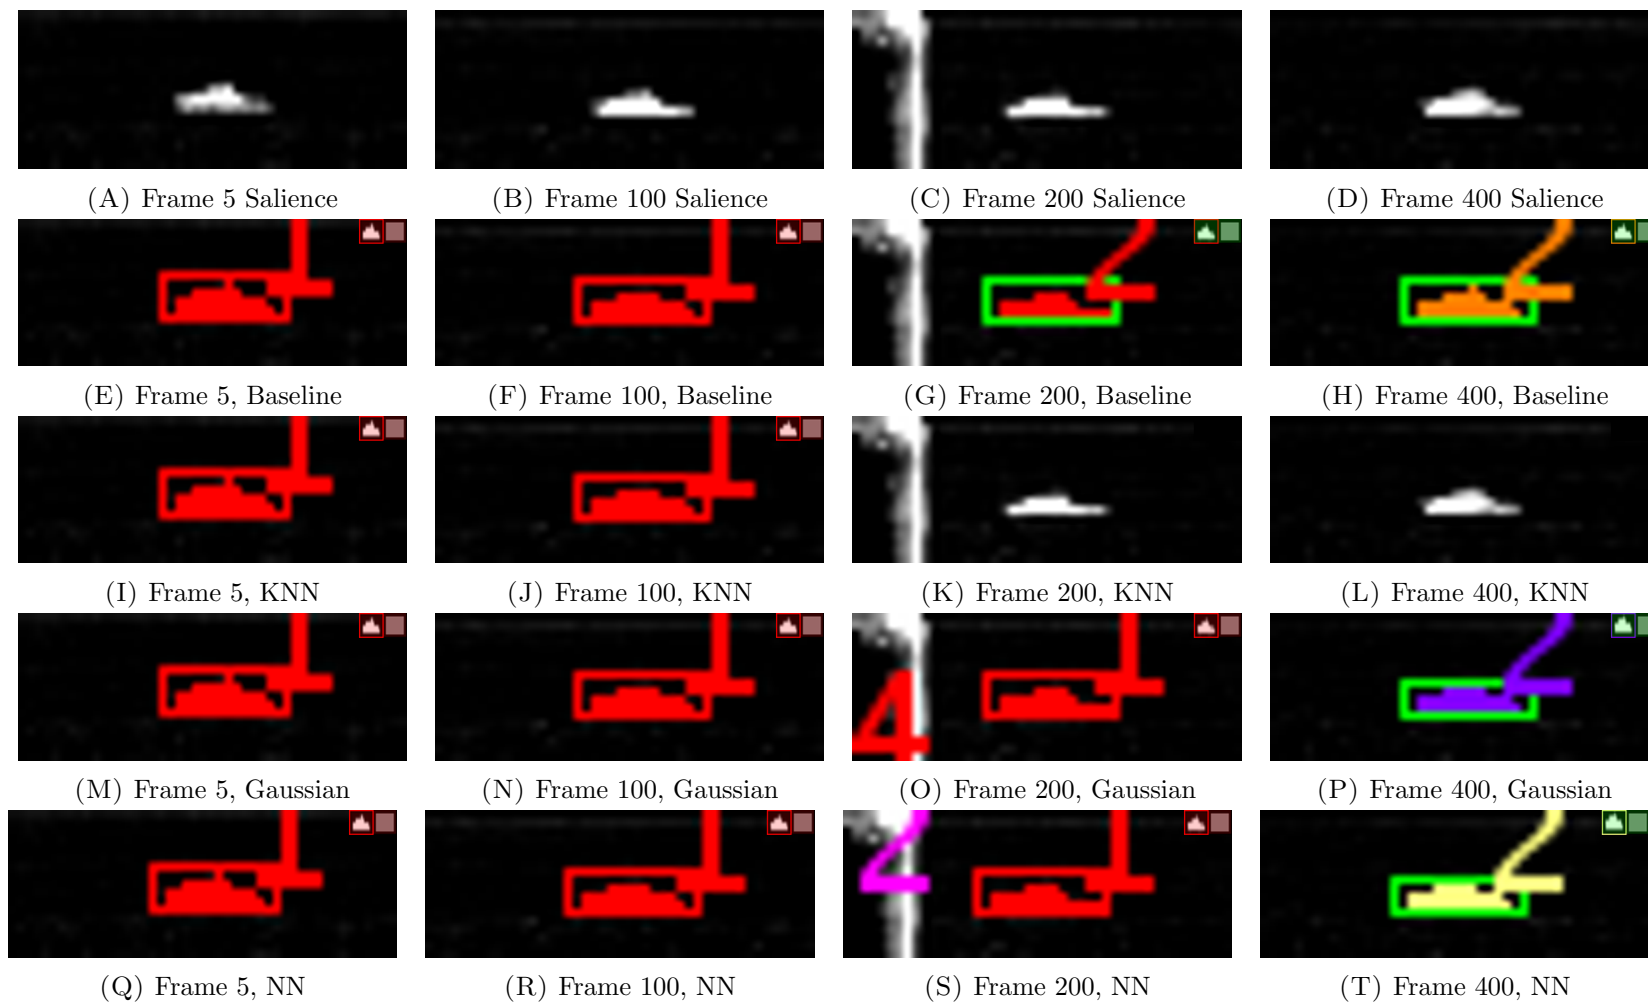 (A) Frame 5 Salience
(B) Frame 100 Salience
(C) Frame 200 Salience
(D) Frame 400 Salience
(E) Frame 5, Baseline
(F) Frame 100, Baseline
(G) Frame 200, Baseline
(H) Frame 400, Baseline
(I) Frame 5, KNN
(J) Frame 100, KNN
(K) Frame 200, KNN
(L) Frame 400, KNN
4
(M) Frame 5, Gaussian
(N) Frame 100, Gaussian
(O) Frame 200, Gaussian
(P) Frame 400, Gaussian
(Q) Frame 5, NN
(R) Frame 100, NN
(S) Frame 200, NN
(T) Frame 400, NN